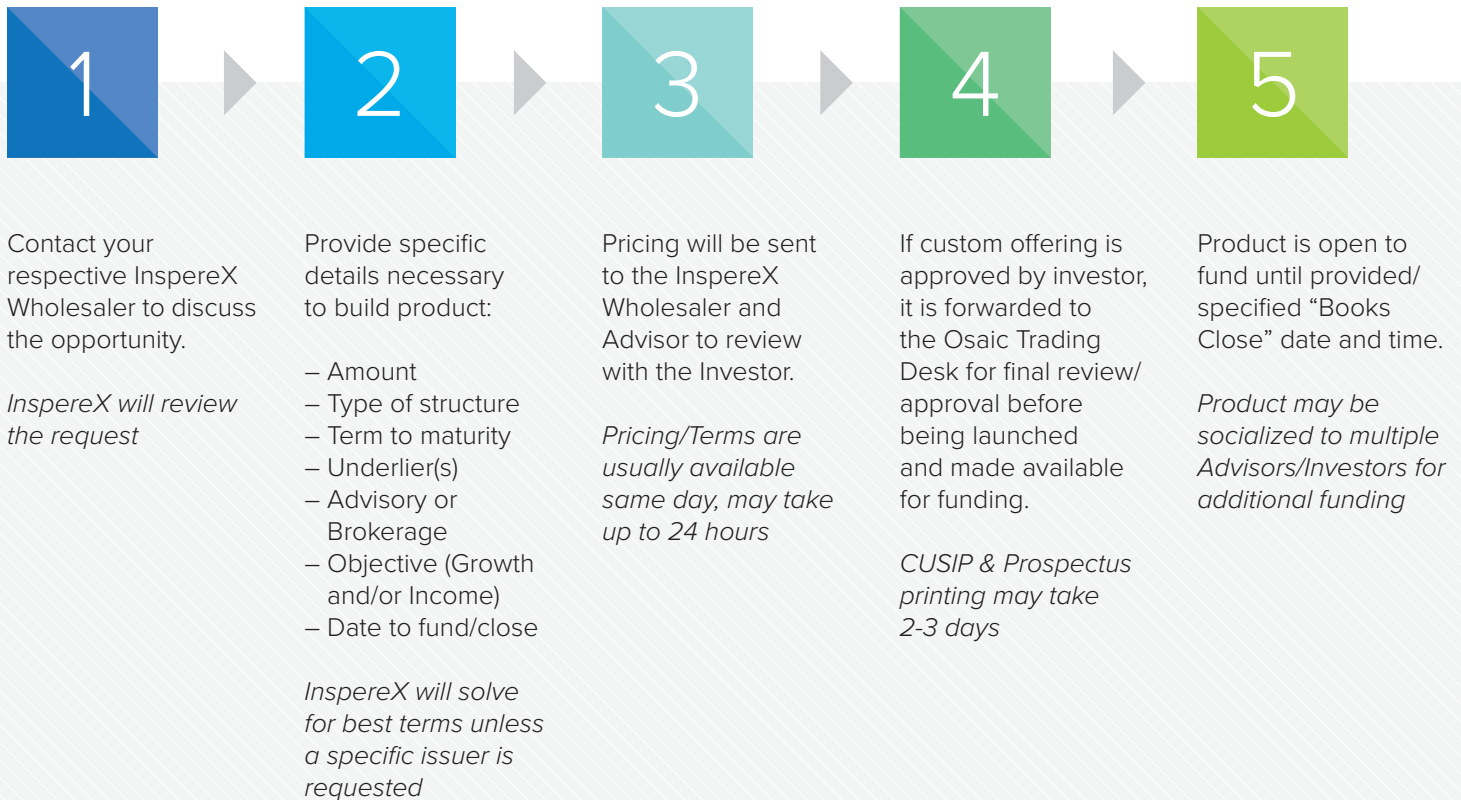 1
2
3
4
5
Contact your
respective InspereX
Wholesaler to discuss
the opportunity.
InspereX will review
the request
Provide specific
details necessary
to build product:
– Amount
– Type of structure
– Term to maturity
– Underlier(s)
– Advisory or
Brokerage
– Objective (Growth
and/or Income)
– Date to fund/close
InspereX will solve
for best terms unless
a specific issuer is
requested
Pricing will be sent
to the InspereX
Wholesaler and
Advisor to review
with the Investor.
Pricing/Terms are
usually available
same day, may take
up to 24 hours
If custom offering is
approved by investor,
it is forwarded to
the Osaic Trading
Desk for final review/
approval before
being launched
and made available
for funding.
CUSIP & Prospectus
printing may take
2-3 days
Product is open to
fund until provided/
specified “Books
Close” date and time.
Product may be
socialized to multiple
Advisors/Investors for
additional funding